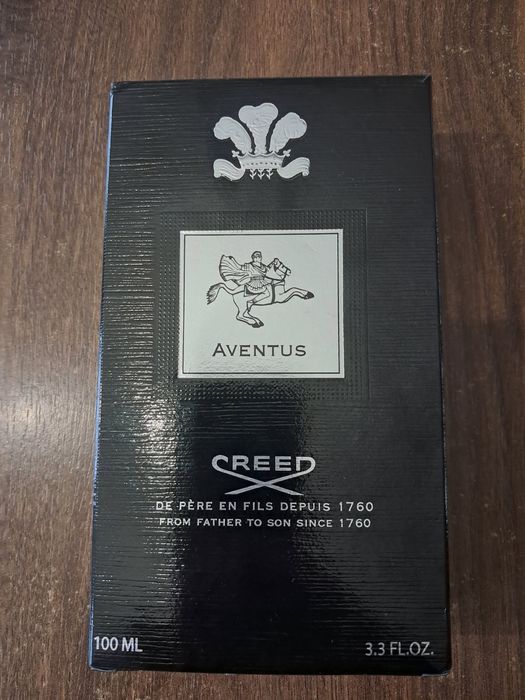 AVENTUS
CREED
DE PÈRE EN FILS DEPUIS 1760
FROM FATHER TO SON SINCE 1760
100 ML
3.3 FL.OZ.